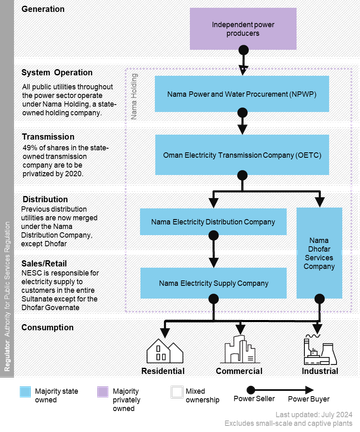 Generation
Independent power
producers
System Operation
All public utilities throughout
the power sector operate
under Nama Holding, a state-
owned holding company.
Nama Holding
Nama Power and Water Procurement (NPWP)
Transmission
49% of shares in the state-
owned transmission
company are to be
privatized by 2020.
Oman Electricity Transmission Company (OETC)
Distribution
Previous distribution
utilities are now merged
under the Nama
Distribution Company,
except Dhofar
Nama Electricity Distribution Company
Nama
Dhofar
Services
Company
Sales/Retail
NESC is responsible for
electricity supply to
customers in the entire
Sultanate except for the
Dhofar Governate
Nama Electricity Supply Company
Consumption
Residential
Commercial
Industrial
Regulator Authority for Public Services Regulation
Majority state
owned
Majority
privately
owned
Mixed
ownership
Power Seller
Power Buyer
Last updated: July 2024
Excludes small-scale and captive plants